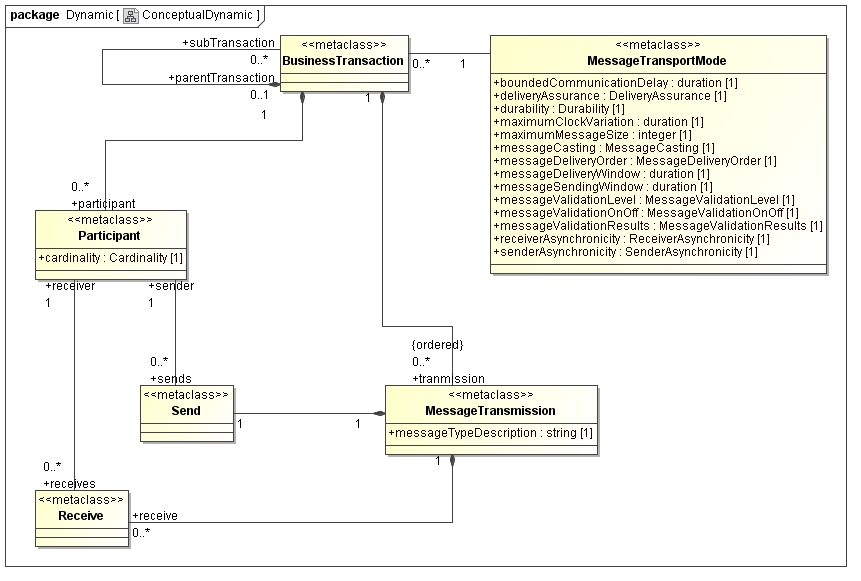 package Dynamic [ ConceptualDynamic ]
+subTransaction
0..*
+parentTransaction
0..1
1
<<metaclass>>
BusinessTransaction
1
0..*
1
<<metaclass>>
MessageTransportMode
+boundedCommunicationDelay : duration [1]
+deliveryAssurance : DeliveryAssurance [1]
+durability : Durability [1]
+maximumClockVariation : duration [1]
+maximumMessageSize : integer [1]
+messageCasting : MessageCasting [1]
+messageDeliveryOrder : MessageDeliveryOrder [1]
+messageDeliveryWindow : duration [1]
+messageSendingWindow : duration [1]
+messageValidationLevel : MessageValidationLevel [1]
+messageValidationOnOff : MessageValidationOnOff [1]
+messageValidationResults : MessageValidationResults [1]
+receiverAsynchronicity : ReceiverAsynchronicity [1]
+senderAsynchronicity : SenderAsynchronicity [1]
0..*
+participant
<<metaclass>>
Participant
+cardinality : Cardinality [1]
+receiver
1
+sender
1
{ordered}
0..*
+tranmission
0..*
+sends
<<metaclass>>
Send
1
1
<<metaclass>>
MessageTransmission
+messageTypeDescription : string [1]
1
0..*
+receives
<<metaclass>>
Receive
+receive
0..*